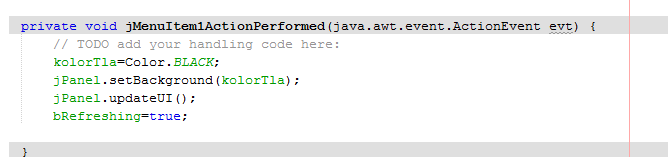 private void jMenuItem1ActionPerformed(java.awt.event.ActionEvent evt) {
// TODO add your handling code here:
kolorTla=Color.BLACK;
jPanel.setBackground(kolorTla);
jPanel.updateUI();
bRefreshing=true;
}